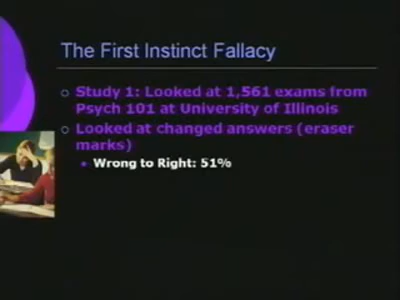 The First Instinct Fallacy
Study 1: Looked at 1,561 exams from
Psych 101 at University of Illinois
Looked at changed answers (eraser
marks)
Wrong to Right: 51%